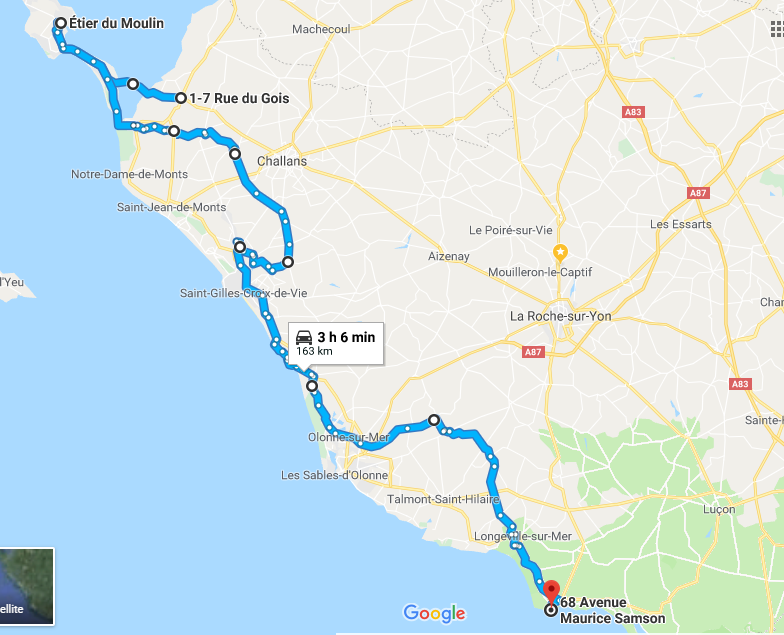 Étier du Moulin
Machecoul
1-7 Rue du Gois
A83
Challans
Notre-Dame-de-Monts
A87
Saint-Jean-de-Monts
Le Poiré-sur-Vie
Les Essarts
Aizenay
Mouilleron-le-Captif
d'Yeu
Saint-Gilles-Croix-de-Vie
Chan
La Roche-sur-Yon
3 h 6 min
163 km
A87
A83
Sainte-
Olonne-sur-Mer
Les Sables-d'Olonne
Talmont-Saint-Hilaire
Luçon
Longeville-sur-Mer
ellite
Google
68 Avenue
Maurice Samson